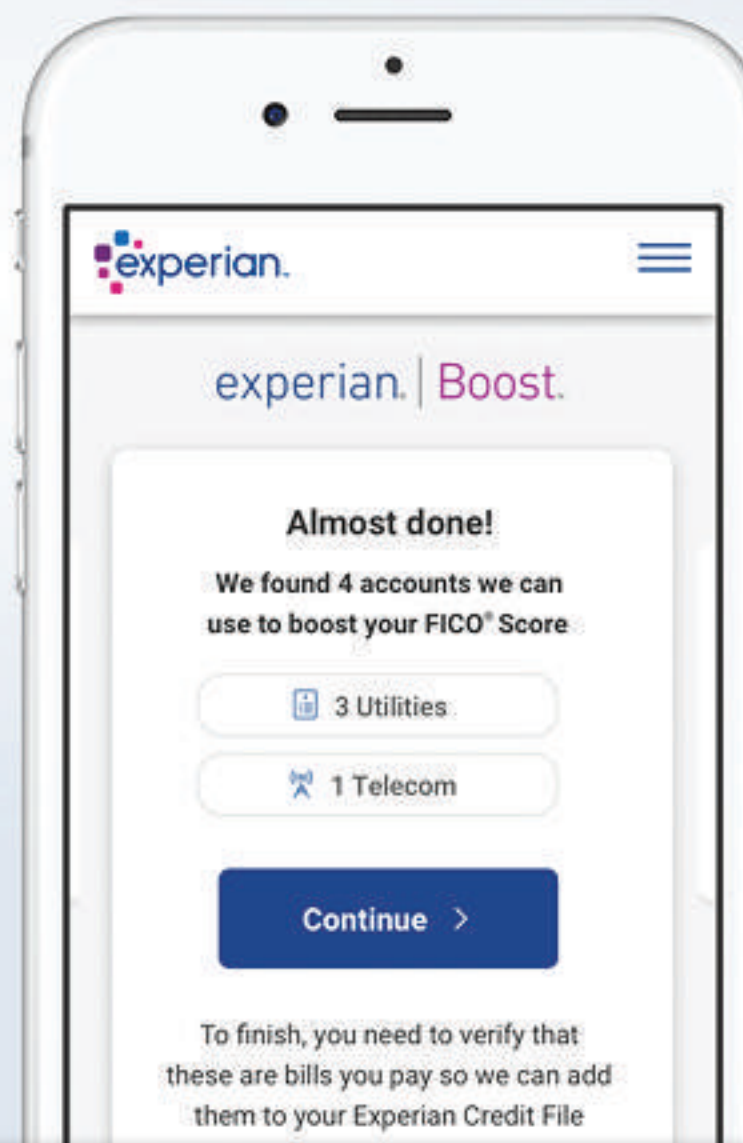 experian.
experian. | Boost.
Almost done!
We found 4 accounts we can
use to boost your FICO® Score
3 Utilities
1 Telecom
Continue >
To finish, you need to verify that
these are bills you pay so we can add
them to your Experian Credit File